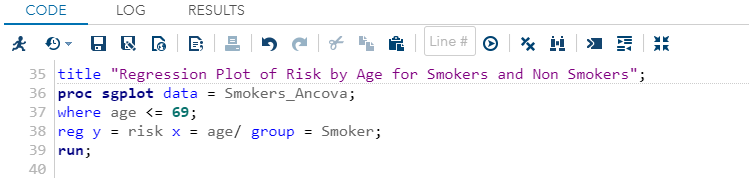 CODE LOG RESULTS
Line #
35 title "Regression Plot of Risk by Age for Smokers and Non Smokers";
36 proc sgplot data = Smokers_Ancova;
37 where age <= 69;
38 reg y = risk x = age/ group = Smoker;
39 run;
40